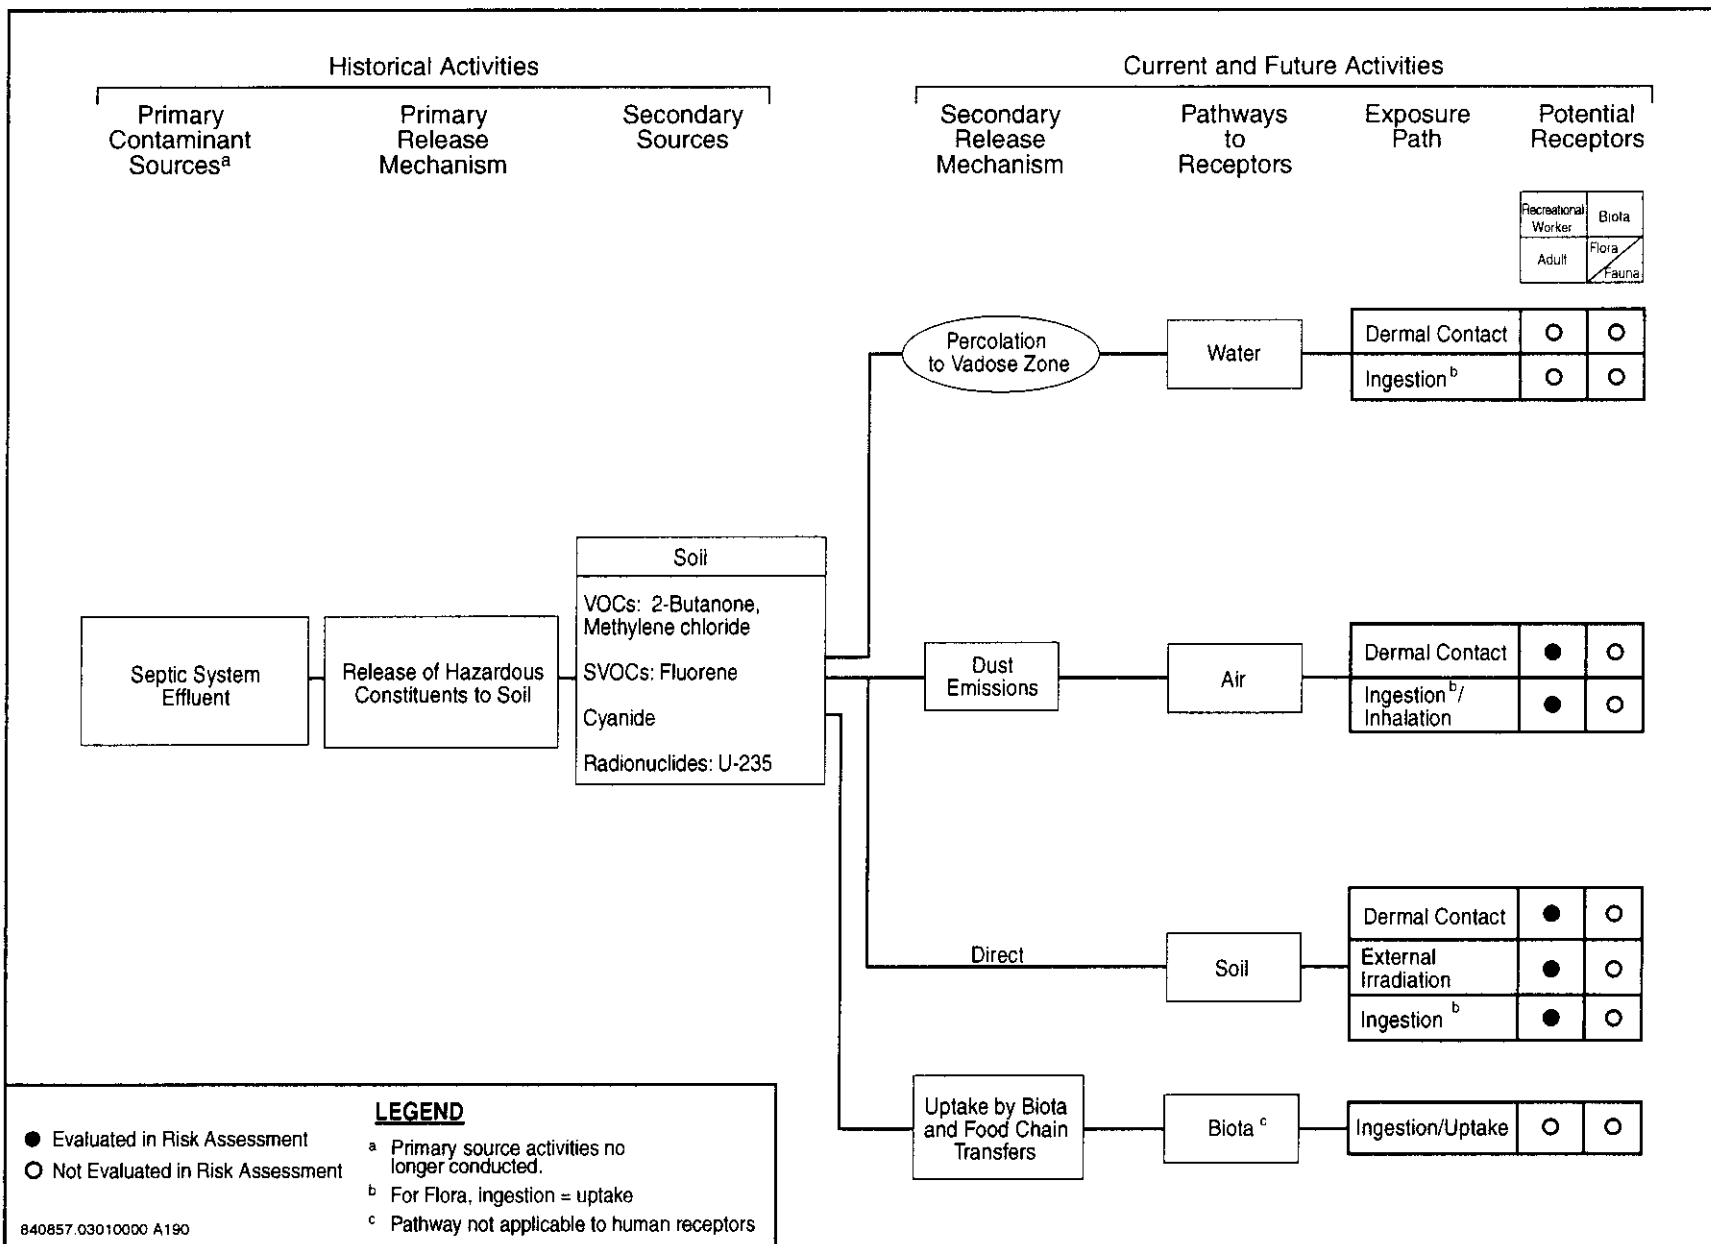 Historical Activities
Current and Future Activities
Primary
Contaminant
Sourcesᵃ
Primary
Release
Mechanism
Secondary
Sources
Secondary
Release
Mechanism
Pathways
to
Receptors
Exposure
Path
Potential
Receptors
Recreational
Worker
Biota
Adult
Flora
Fauna
Percolation
to Vadose Zone
Water
Dermal Contact
Ingestion ᵇ
Soil
VOCs: 2-Butanone,
Methylene chloride
SVOCs: Fluorene
Cyanide
Radionuclides: U-235
Septic System
Effluent
Release of Hazardous
Constituents to Soil
Dust
Emissions
Air
Dermal Contact
Ingestion ᵇ/
Inhalation
Direct
Soil
Dermal Contact
External
Irradiation
Ingestion ᵇ
Uptake by Biota
and Food Chain
Transfers
Biota ᶜ
Ingestion/Uptake
LEGEND
● Evaluated in Risk Assessment
○ Not Evaluated in Risk Assessment
ᵃ Primary source activities no
longer conducted.
ᵇ For Flora, ingestion = uptake
ᶜ Pathway not applicable to human receptors
840857.03010000 A190